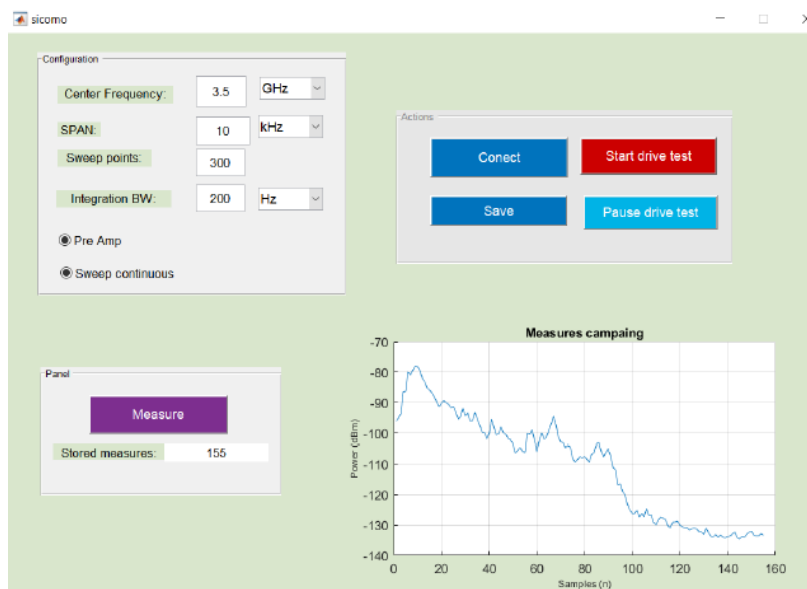 sicomo
Configuration
Center Frequency: 3.5 GHz
SPAN: 10 kHz
Sweep points: 300
Integration BW: 200 Hz
Pre Amp
Sweep continuous
Actions
Conect Start drive test
Save Pause drive test
Panel
Measure
Stored measures: 155
Measures campaing
-70
-80
-90
-100
-110
-120
-130
-140
Power (dBm)
0 20 40 60 80 100 120 140 160
Samples (n)